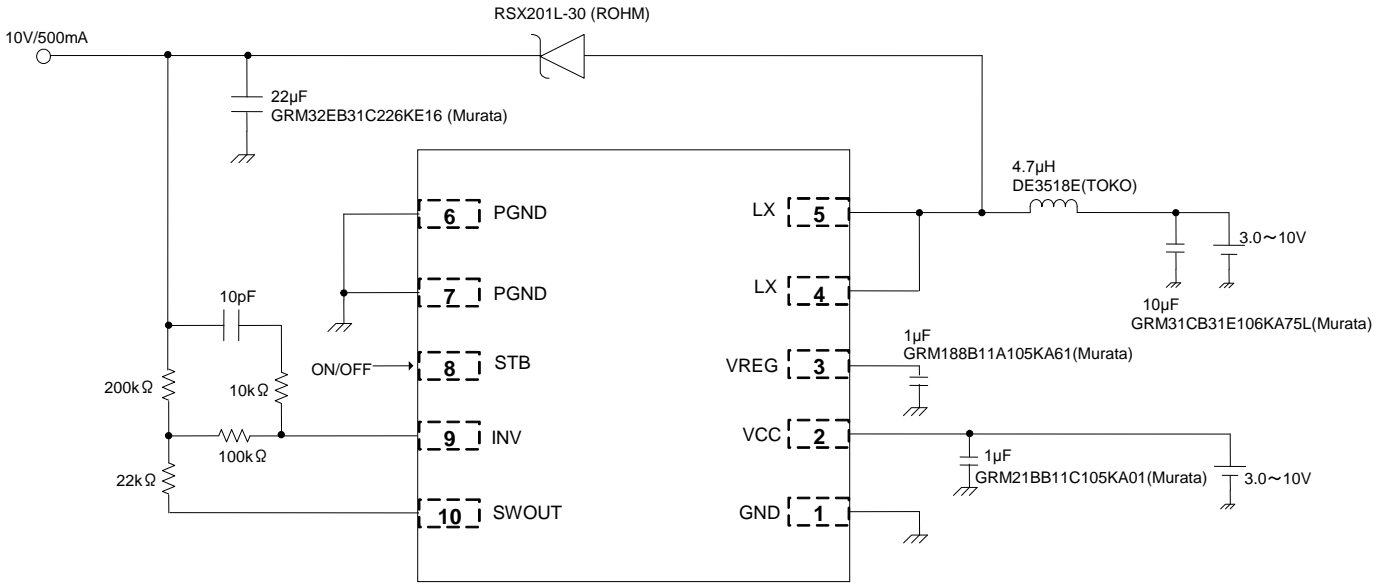 RSX201L-30 (ROHM)
10V/500mA
22µF
GRM32EB31C226KE16 (Murata)
4.7µH
DE3518E(TOKO)
6 PGND
LX 5
3.0～10V
7 PGND
LX 4
10pF
10µF
GRM31CB31E106KA75L(Murata)
1µF
GRM188B11A105KA61(Murata)
ON/OFF
8 STB
VREG 3
200kΩ
10kΩ
9 INV
VCC 2
100kΩ
1µF
GRM21BB11C105KA01(Murata)
3.0～10V
22kΩ
10 SWOUT
GND 1